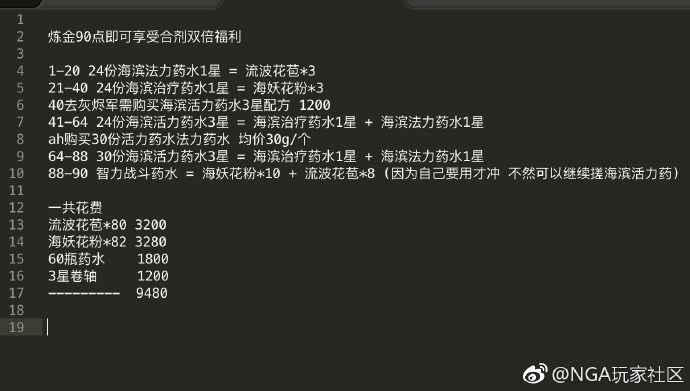 1
2 炼金90点即可享受合剂双倍福利
3
4 1-20 24份海滨法力药水1星 = 流波花苞*3
5 21-40 24份海滨治疗药水1星 = 海妖花粉*3
6 40去灰烬军需购买海滨活力药水3星配方 1200
7 41-64 24份海滨活力药水3星 = 海滨治疗药水1星 + 海滨法力药水1星
8 ah购买30份活力药水法力药水 均价30g/个
9 64-88 30份海滨活力药水3星 = 海滨治疗药水1星 + 海滨法力药水1星
10 88-90 智力战斗药水 = 海妖花粉*10 + 流波花苞*8 (因为自己要用才冲 不然可以继续搓海滨活力药)
11
12 一共花费
13 流波花苞*80 3200
14 海妖花粉*82 3280
15 60瓶药水 1800
16 3星卷轴 1200
17 --------- 9480
18
19
@NGA玩家社区